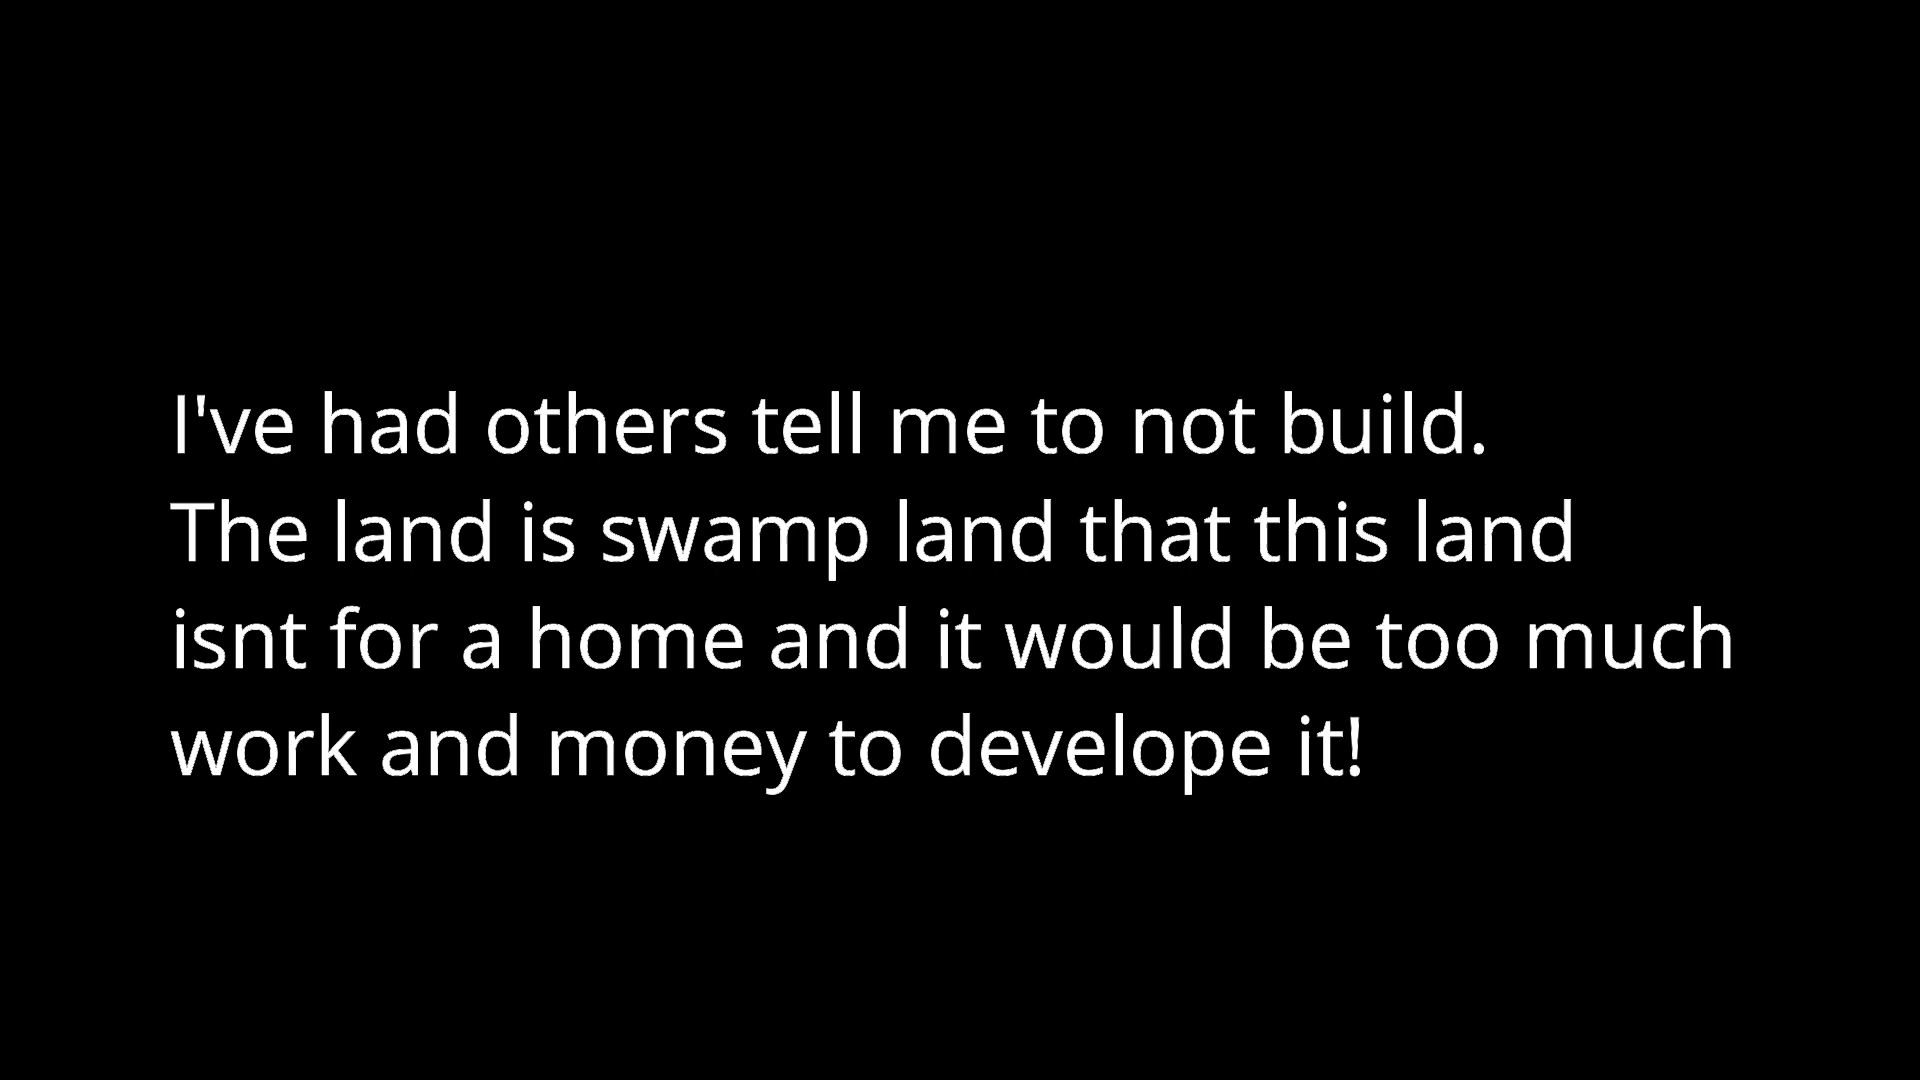 I've had others tell me to not build.
The land is swamp land that this land
isnt for a home and it would be too much
work and money to develope it!